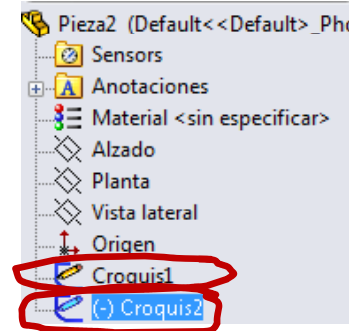 Pieza2 (Default<<Default>_Pho
Sensors
A Anotaciones
Material <sin especificar>
Alzado
Planta
Vista lateral
Origen
Croquis1
(-) Croquis2